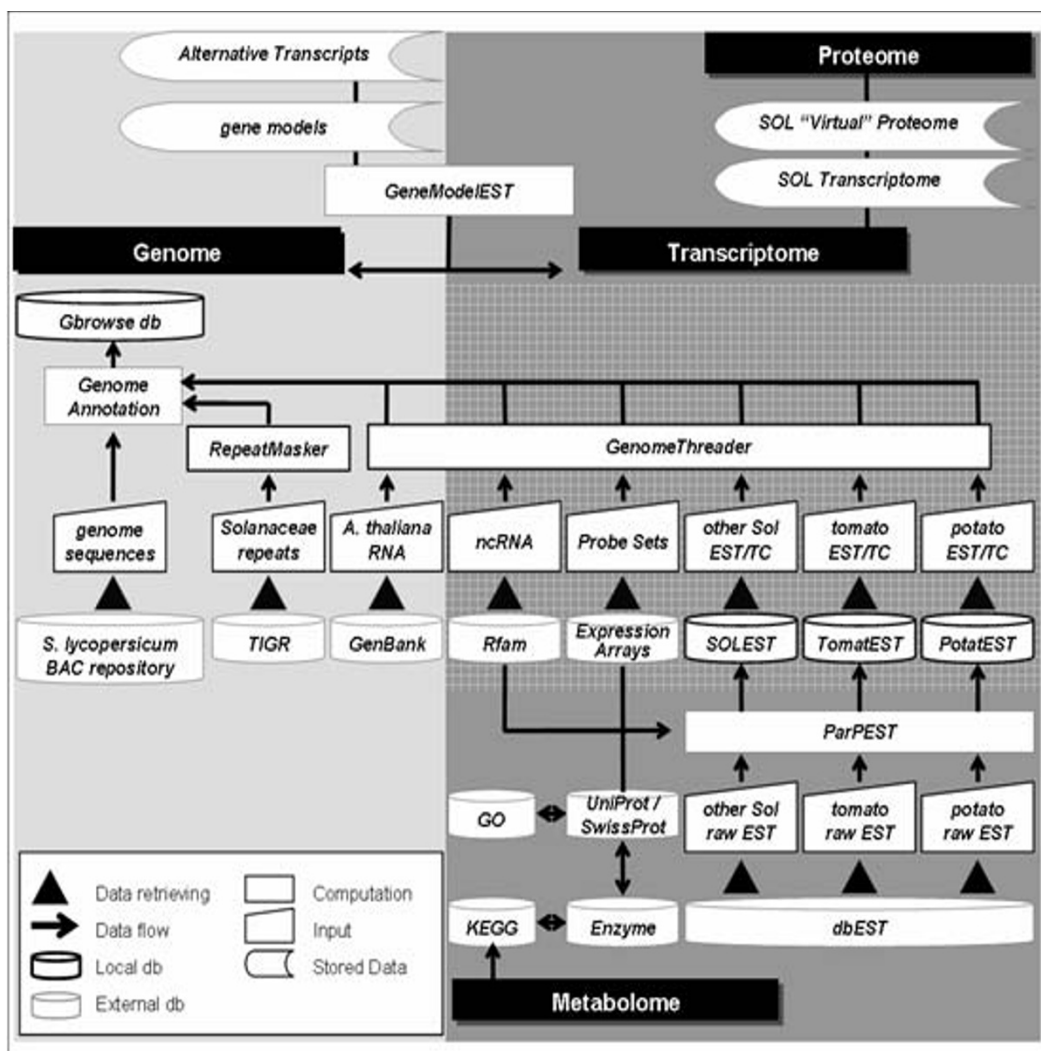 Alternative Transcripts
Proteome
gene models
SOL “Virtual” Proteome
SOL Transcriptome
GeneModelEST
Genome
Transcriptome
Gbrowse db
Genome
Annotation
RepeatMasker
GenomeThreader
genome
sequences
Solanaceae
repeats
A. thaliana
RNA
ncRNA
Probe Sets
other Sol
EST/TC
tomato
EST/TC
potato
EST/TC
S. lycopersicum
BAC repository
TIGR
GenBank
Rfam
Expression
Arrays
SOLEST
TomatEST
PotatEST
ParPEST
GO
UniProt /
SwissProt
other Sol
raw EST
tomato
raw EST
potato
raw EST
KEGG
Enzyme
dbEST
Metabolome
Data retrieving
Computation
Data flow
Input
Local db
Stored Data
External db